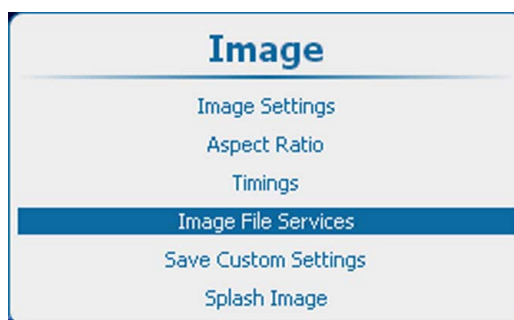 Image
Image Settings
Aspect Ratio
Timings
Image File Services
Save Custom Settings
Splash Image